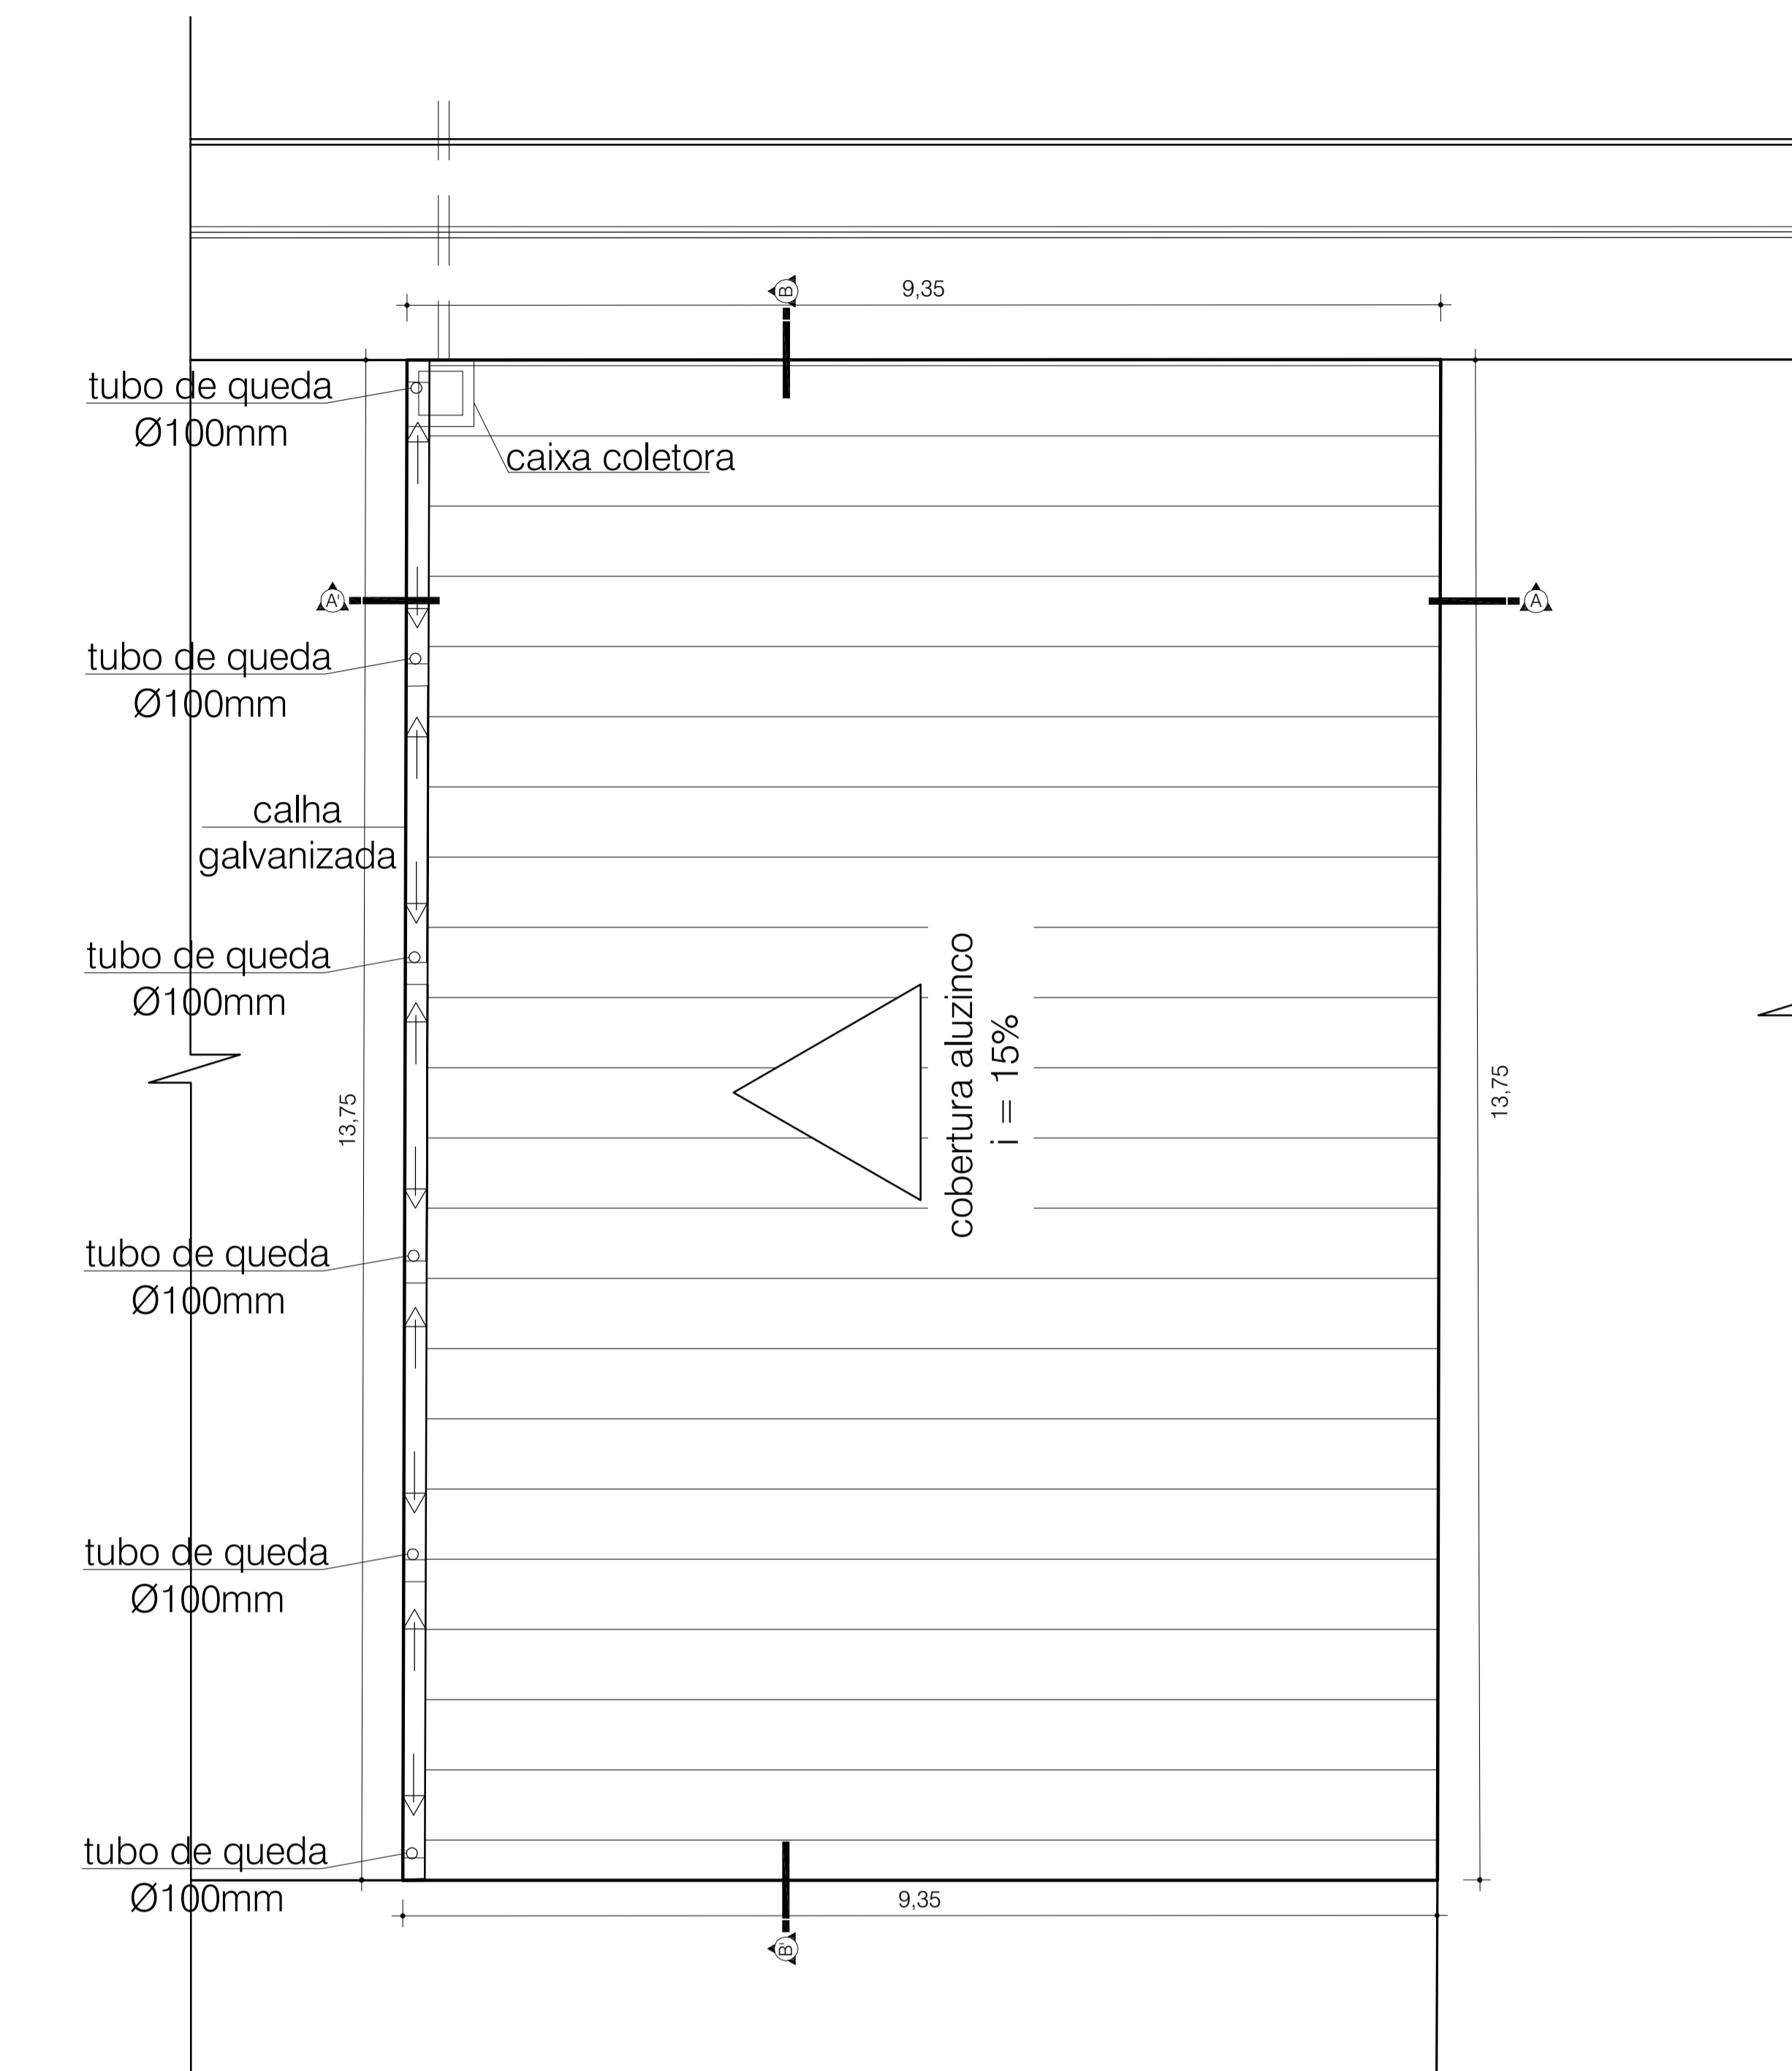 B
9,35
tubo de queda
Ø100mm
caixa coletora
A'
A
tubo de queda
Ø100mm
calha
galvanizada
tubo de queda
Ø100mm
cobertura aluzinco
i = 15%
13,75
13,75
tubo de queda
Ø100mm
tubo de queda
Ø100mm
tubo de queda
Ø100mm
9,35
B'